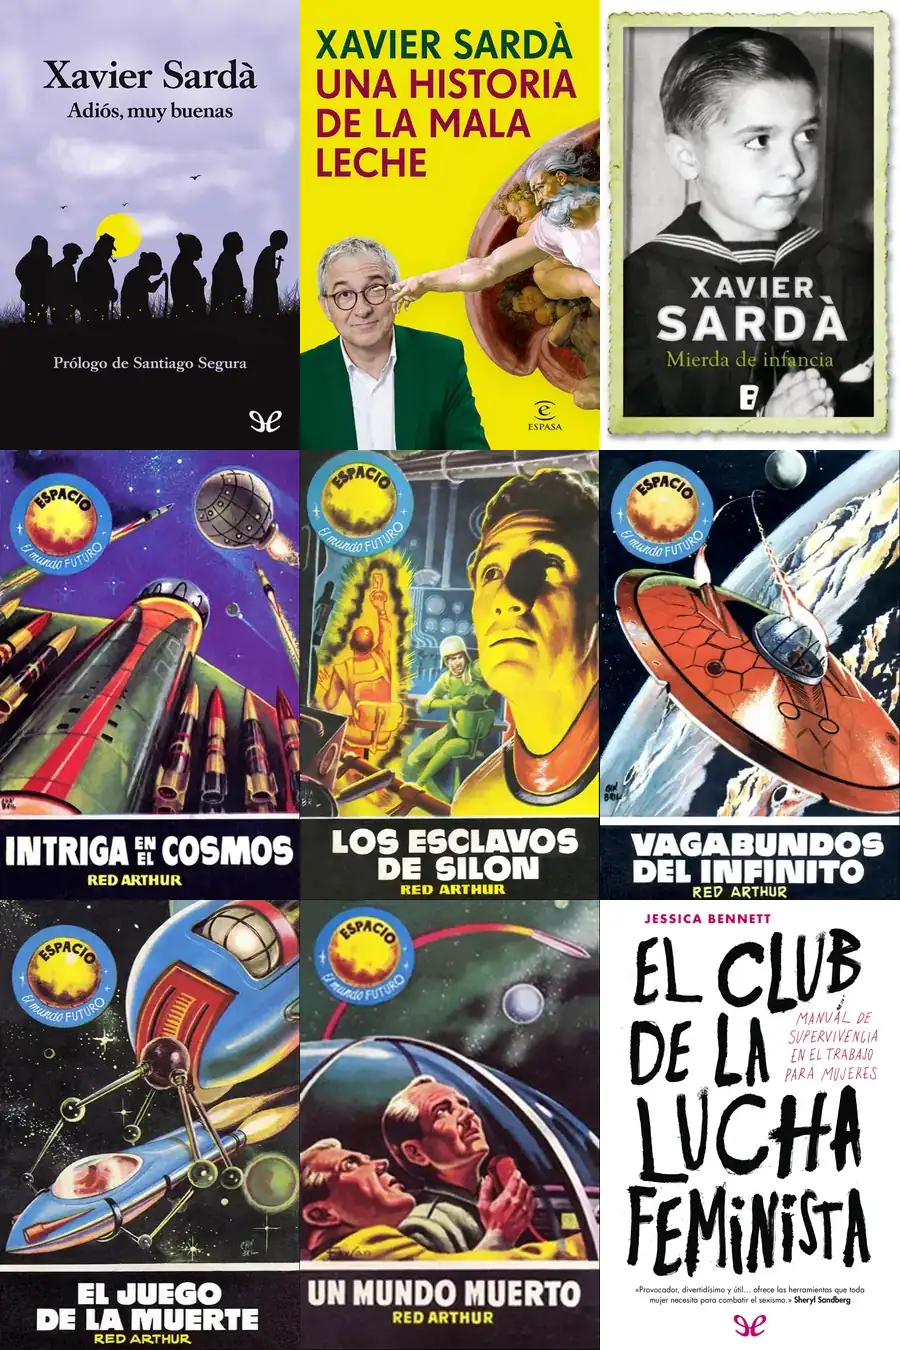 Xavier Sardà
Adiós, muy buenas
Prólogo de Santiago Segura
XAVIER SARDÀ
UNA HISTORIA
DE LA MALA
LECHE
e
ESPASA
XAVIER
SARDÀ
Mierda de infancia
B
ESPACIO
El mundo FUTURO
INTRIGA EN EL COSMOS
RED ARTHUR
ESPACIO
El mundo FUTURO
LOS ESCLAVOS
DE SILON
RED ARTHUR
ESPACIO
El mundo FUTURO
VAGABUNDOS
DEL INFINITO
RED ARTHUR
ESPACIO
El mundo FUTURO
EL JUEGO
DE LA MUERTE
RED ARTHUR
ESPACIO
El mundo FUTURO
UN MUNDO MUERTO
RED ARTHUR
JESSICA BENNETT
EL CLUB
DE LA
LUCHA
FEMINISTA
MANUAL DE
SUPERVIVENCIA
EN EL TRABAJO
PARA MUJERES
«Provocador, divertidísimo y útil... ofrece las herramientas que toda
mujer necesita para combatir el sexismo.» Sheryl Sandberg